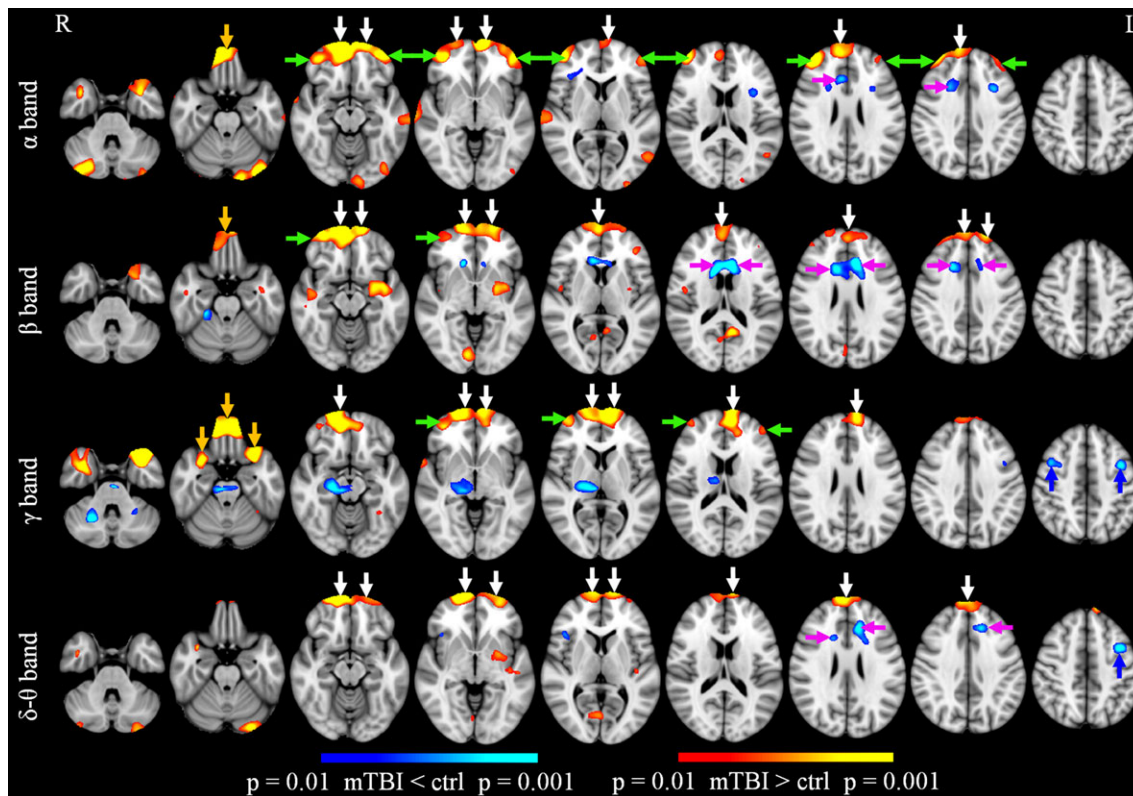 R L
α band
β band
γ band
δ-θ band
p = 0.01 mTBI < ctrl p = 0.001 p = 0.01 mTBI > ctrl p = 0.001